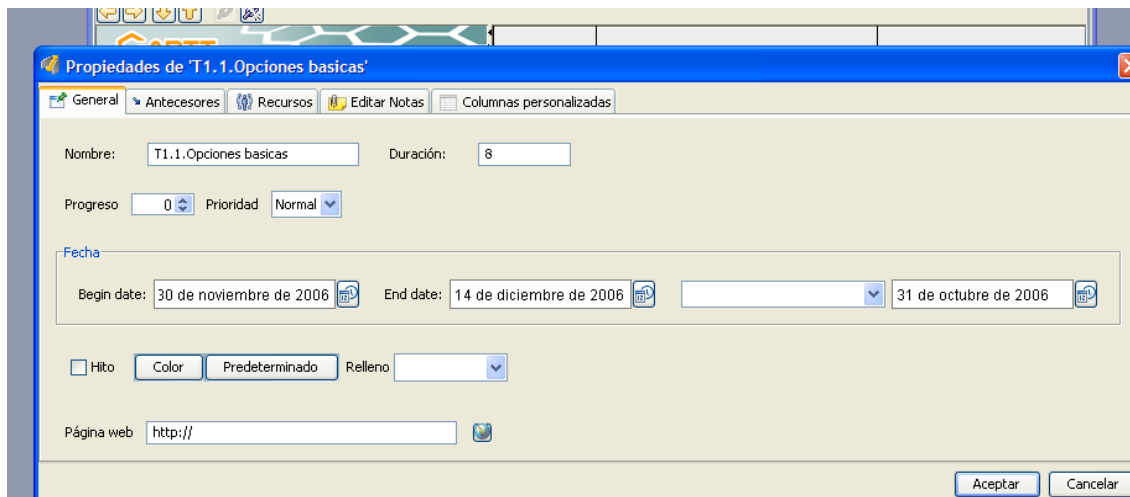 Propiedades de 'T1.1.Opciones basicas'
General Antecesores Recursos Editar Notas Columnas personalizadas
Nombre: T1.1.Opciones basicas Duración: 8
Progreso 0 Prioridad Normal
Fecha
Begin date: 30 de noviembre de 2006 End date: 14 de diciembre de 2006 31 de octubre de 2006
Hito Color Predeterminado Relleno
Página web http://
Aceptar Cancelar